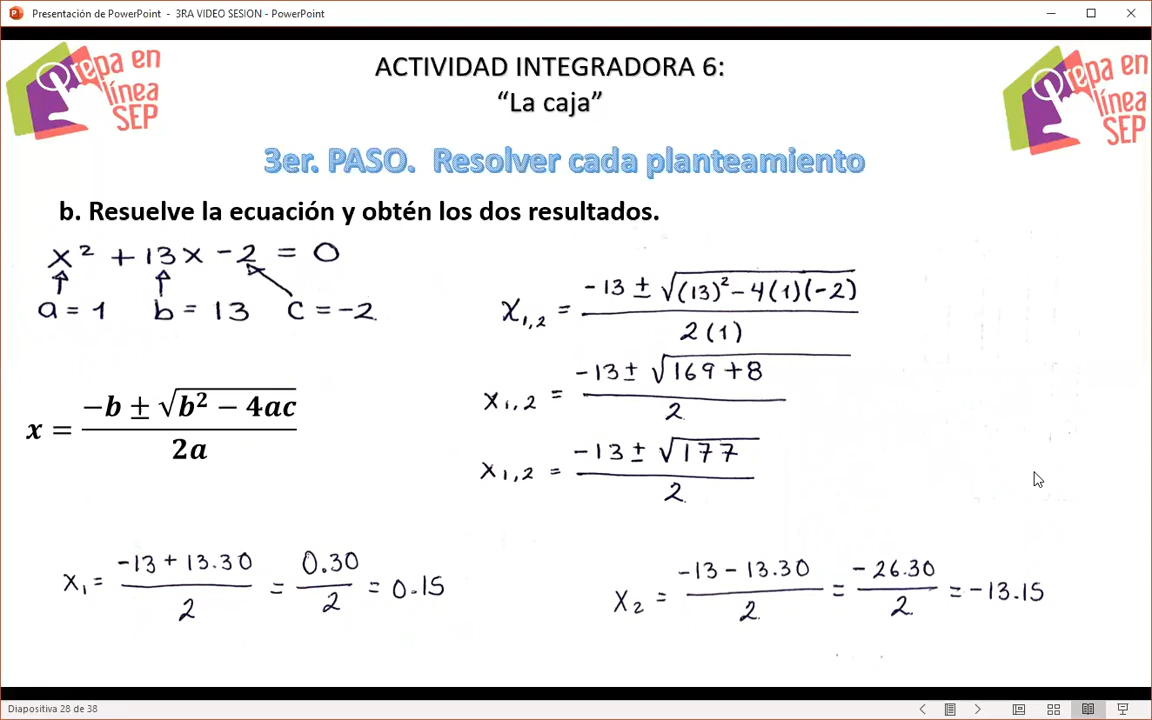 Presentación de PowerPoint - 3RA VIDEO SESION - PowerPoint
Prepa en línea SEP
ACTIVIDAD INTEGRADORA 6:
“La caja”
Prepa en línea SEP
3er. PASO. Resolver cada planteamiento
b. Resuelve la ecuación y obtén los dos resultados.
x² + 13x - 2 = 0
a = 1 b = 13 c = -2.
x = (-b ± √(b² - 4ac)) / 2a
X₁,₂ = (-13 ± √((13)² - 4(1)(-2))) / 2(1)
X₁,₂ = (-13 ± √(169 + 8)) / 2.
X₁,₂ = (-13 ± √177) / 2.
X₁ = (-13 + 13.30) / 2 = 0.30 / 2 = 0.15
X₂ = (-13 - 13.30) / 2. = -26.30 / 2. = -13.15
Diapositiva 28 de 38